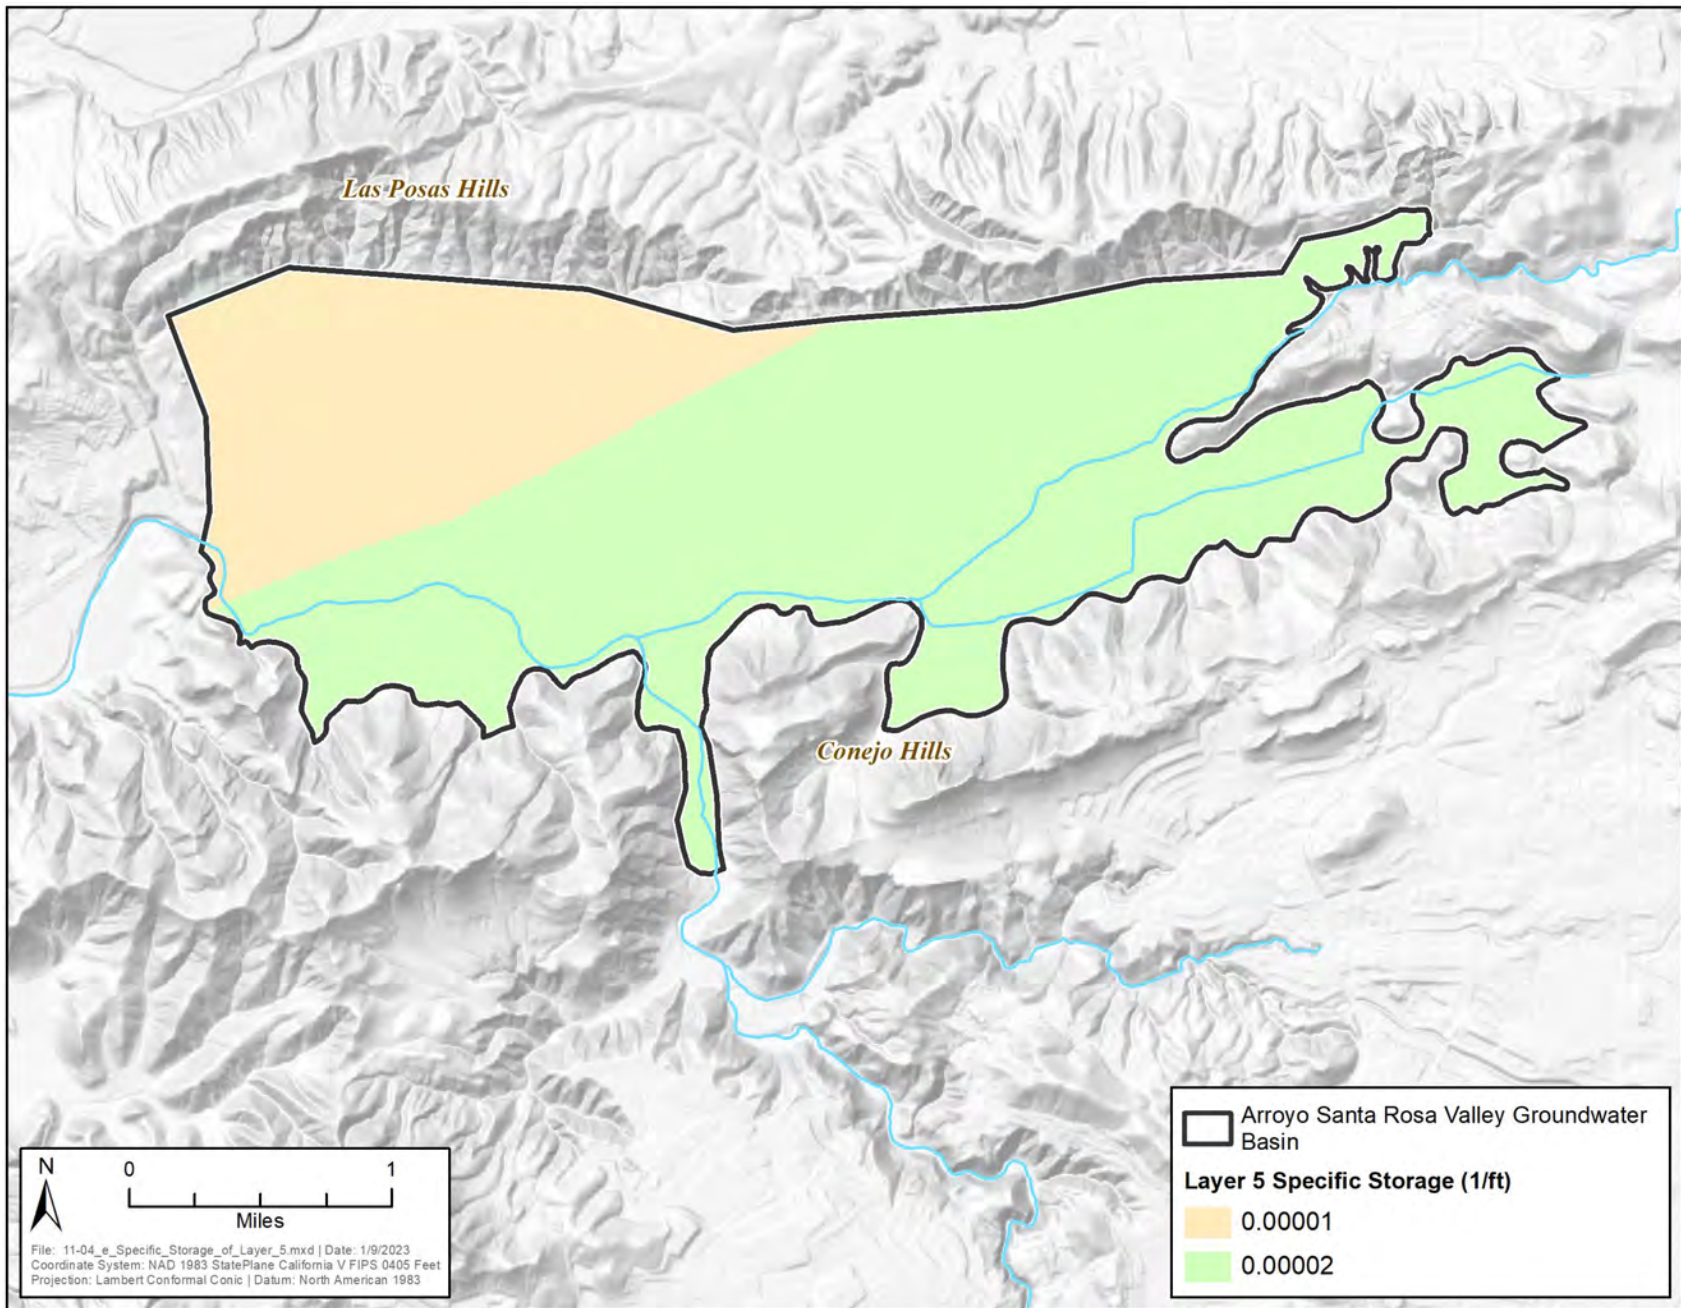 Las Posas Hills
Conejo Hills
N
0 1
Miles
File: 11-04_e_Specific_Storage_of_Layer_5.mxd | Date: 1/9/2023
Coordinate System: NAD 1983 StatePlane California V FIPS 0405 Feet
Projection: Lambert Conformal Conic | Datum: North American 1983
Arroyo Santa Rosa Valley Groundwater
Basin
Layer 5 Specific Storage (1/ft)
0.00001
0.00002